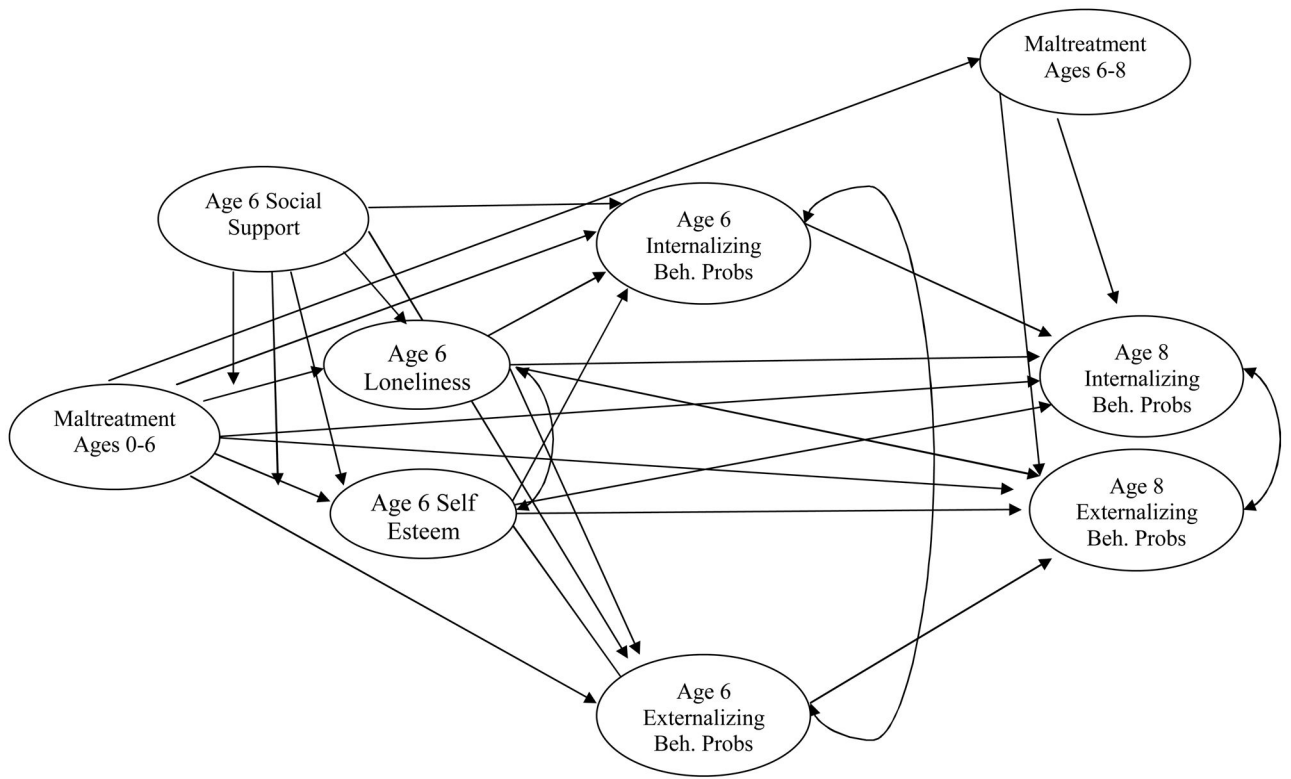 Maltreatment
Ages 6-8
Age 6 Social
Support
Age 6
Internalizing
Beh. Probs
Age 6
Loneliness
Age 8
Internalizing
Beh. Probs
Maltreatment
Ages 0-6
Age 6 Self
Esteem
Age 8
Externalizing
Beh. Probs
Age 6
Externalizing
Beh. Probs